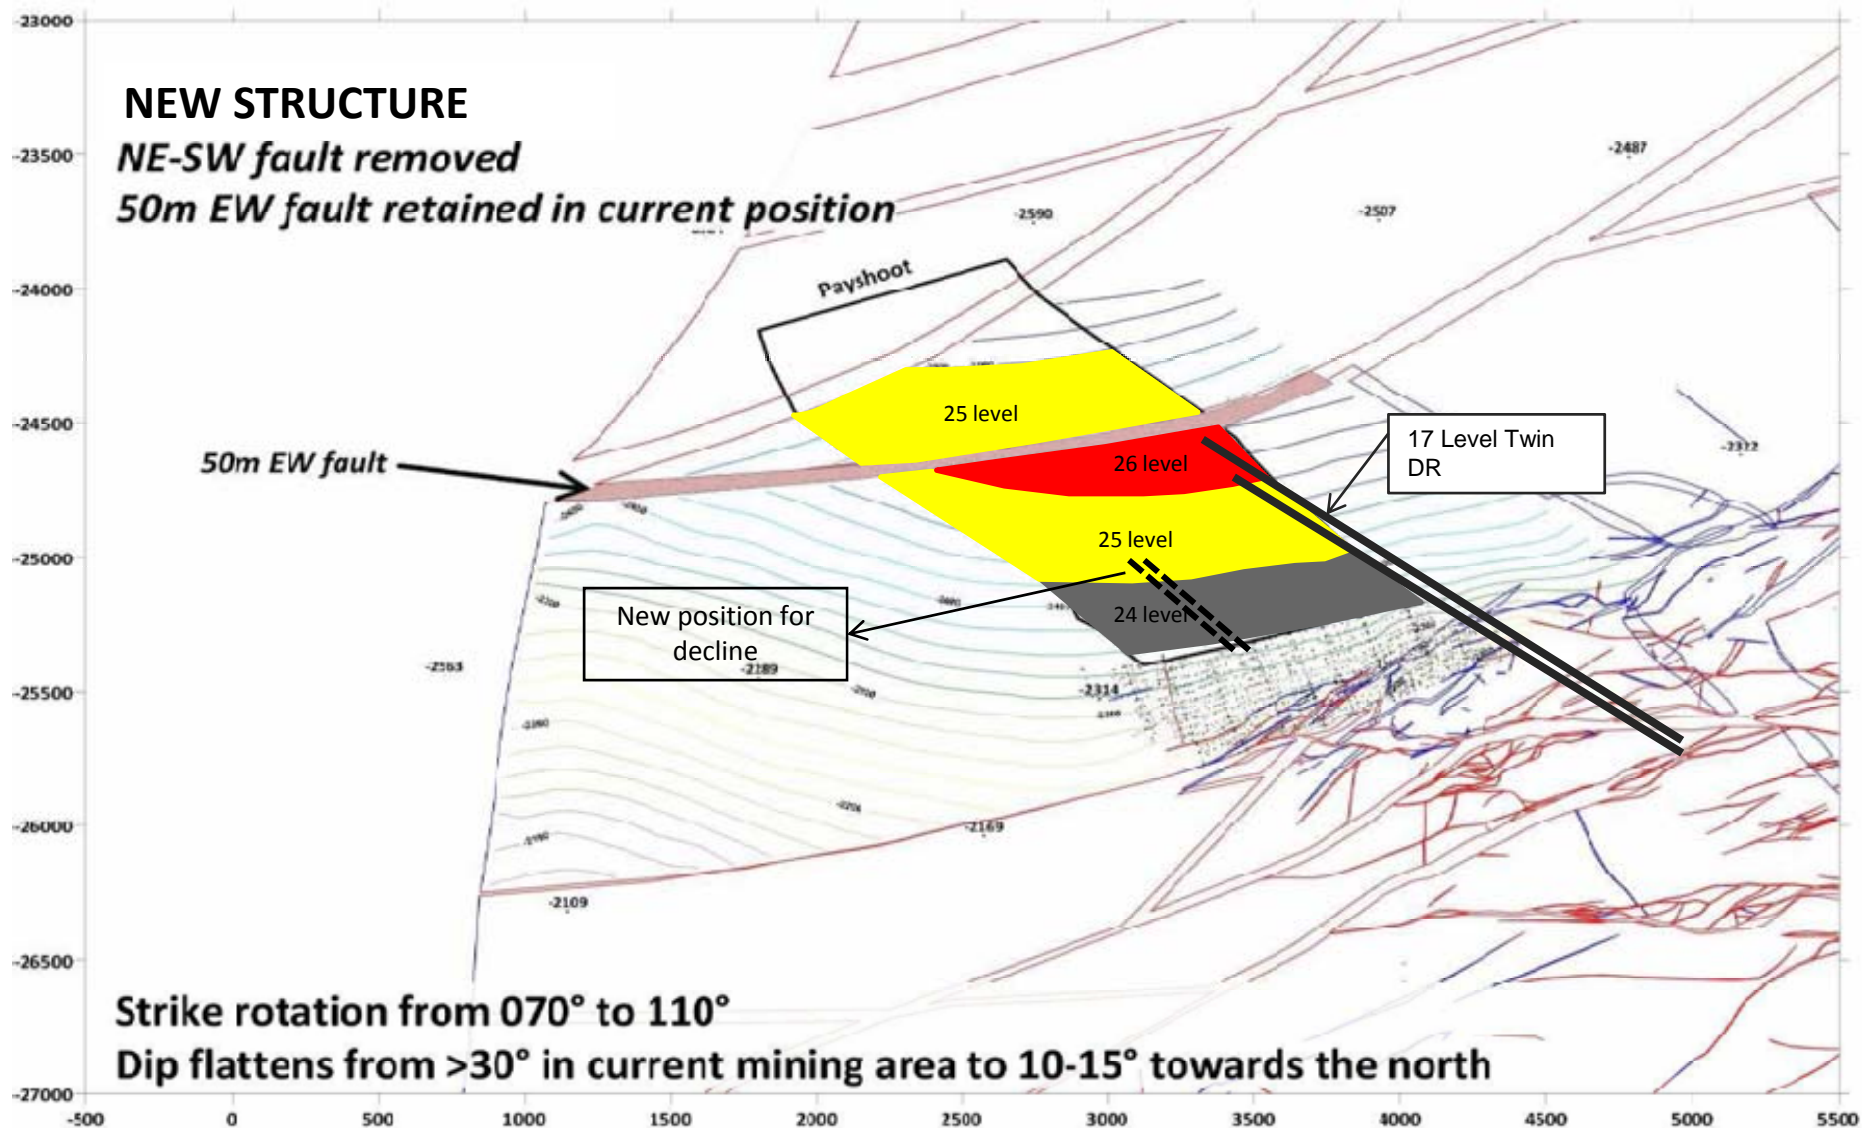 -23000
NEW STRUCTURE
NE-SW fault removed
50m EW fault retained in current position
-23500
-2487
-2590
-2507
Payshoot
-24000
25 level
-24500
50m EW fault
26 level
17 Level Twin
DR
-2312
25 level
-25000
New position for
decline
24 level
-2289
-2314
-25500
-2169
-26000
-2109
-26500
Strike rotation from 070° to 110°
Dip flattens from >30° in current mining area to 10-15° towards the north
-27000
-500 0 500 1000 1500 2000 2500 3000 3500 4000 4500 5000 5500